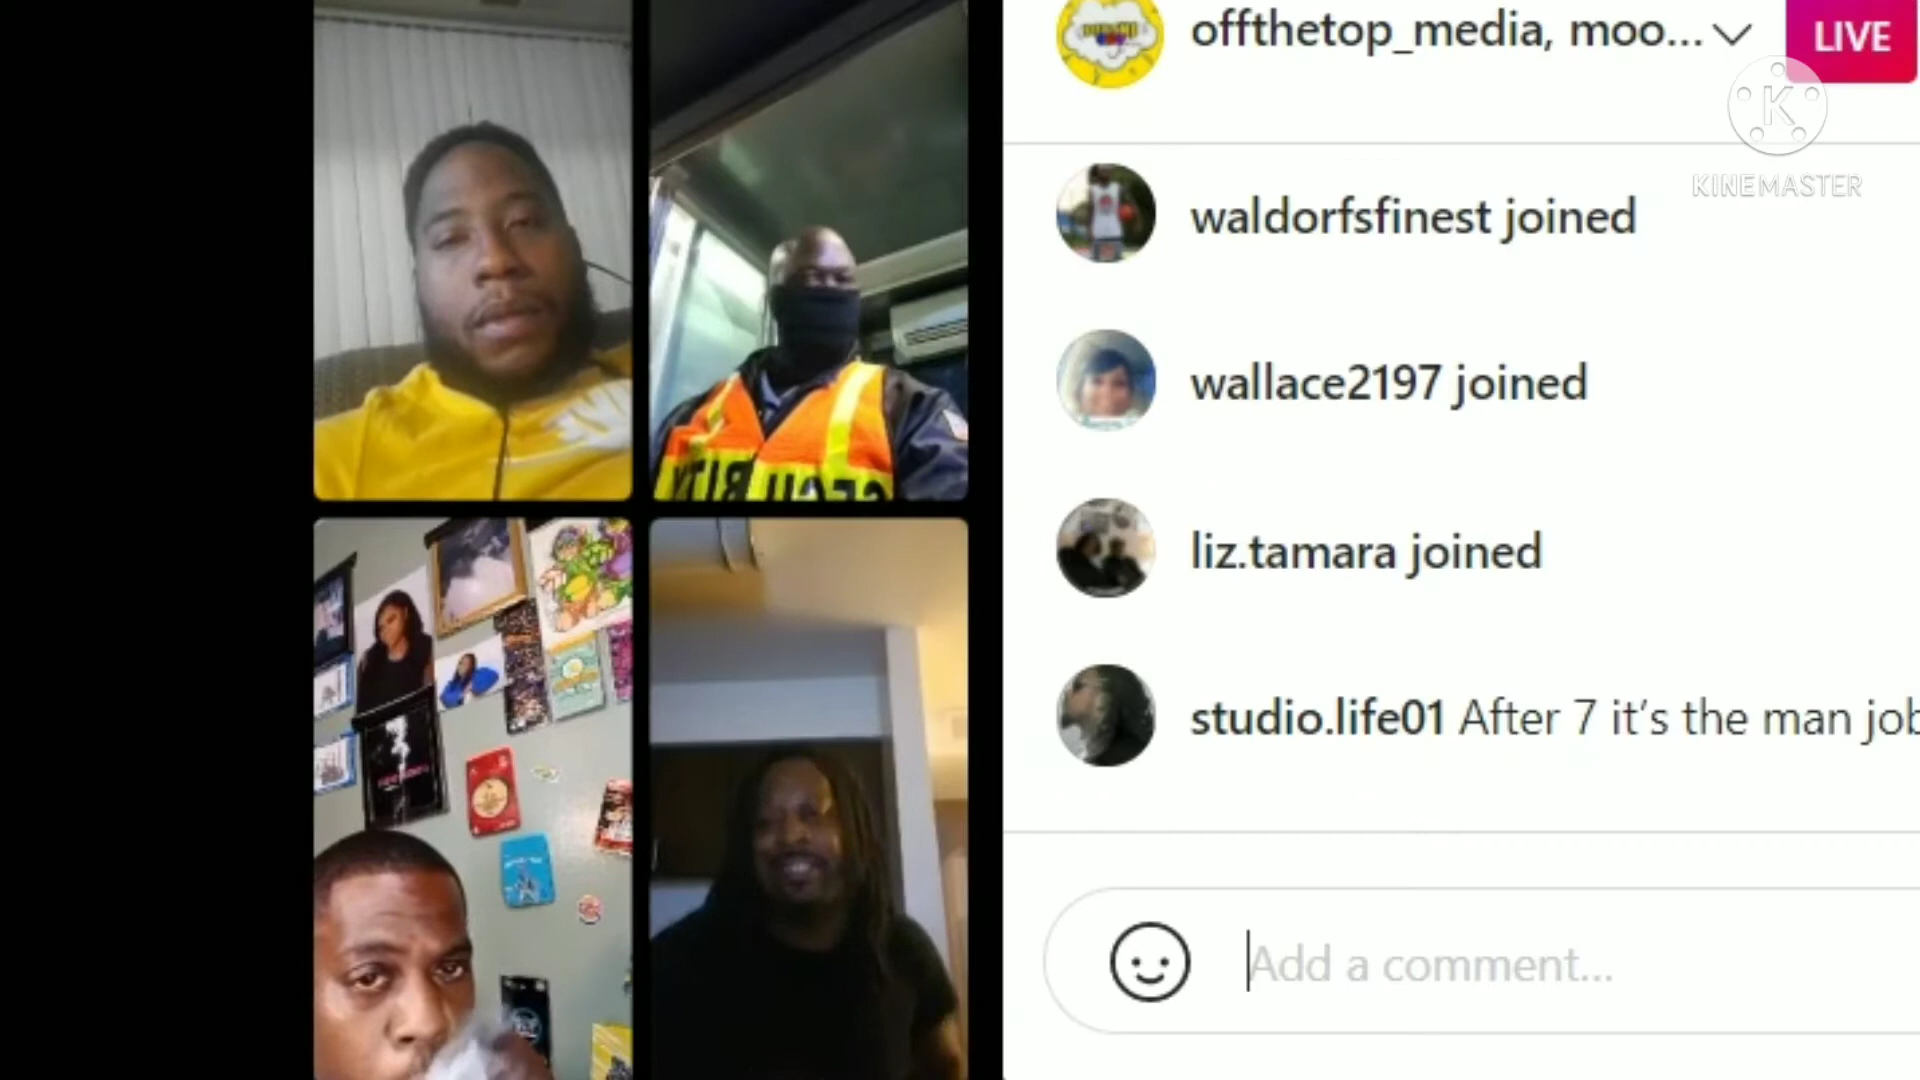 offthetop_media, moo...
LIVE
KINEMASTER
waldorfsfinest joined
wallace2197 joined
liz.tamara joined
studio.life01 After 7 it's the man job
Add a comment...
SECURITY